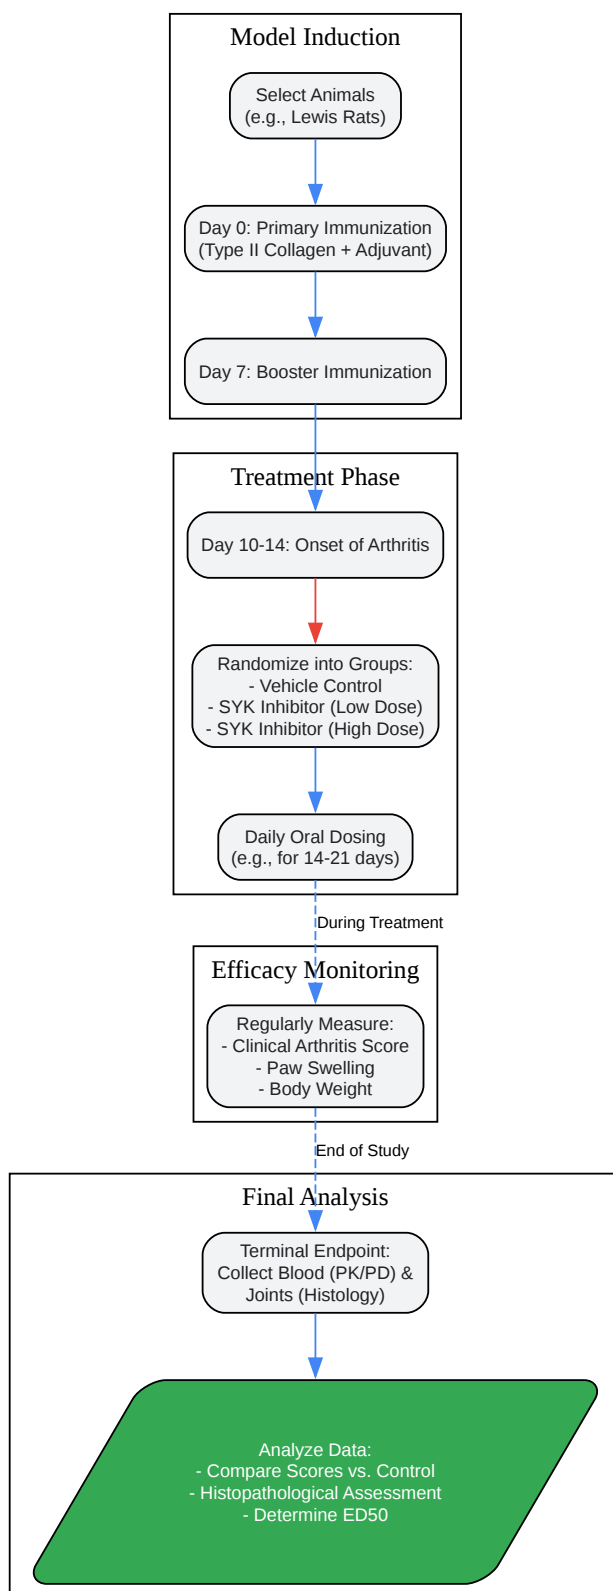 Model Induction
Select Animals
(e.g., Lewis Rats)
Day 0: Primary Immunization
(Type II Collagen + Adjuvant)
Day 7: Booster Immunization
Treatment Phase
Day 10-14: Onset of Arthritis
Randomize into Groups:
- Vehicle Control
- SYK Inhibitor (Low Dose)
- SYK Inhibitor (High Dose)
Daily Oral Dosing
(e.g., for 14-21 days)
During Treatment
Efficacy Monitoring
Regularly Measure:
- Clinical Arthritis Score
- Paw Swelling
- Body Weight
End of Study
Final Analysis
Terminal Endpoint:
Collect Blood (PK/PD) &
Joints (Histology)
Analyze Data:
- Compare Scores vs. Control
- Histopathological Assessment
- Determine ED50